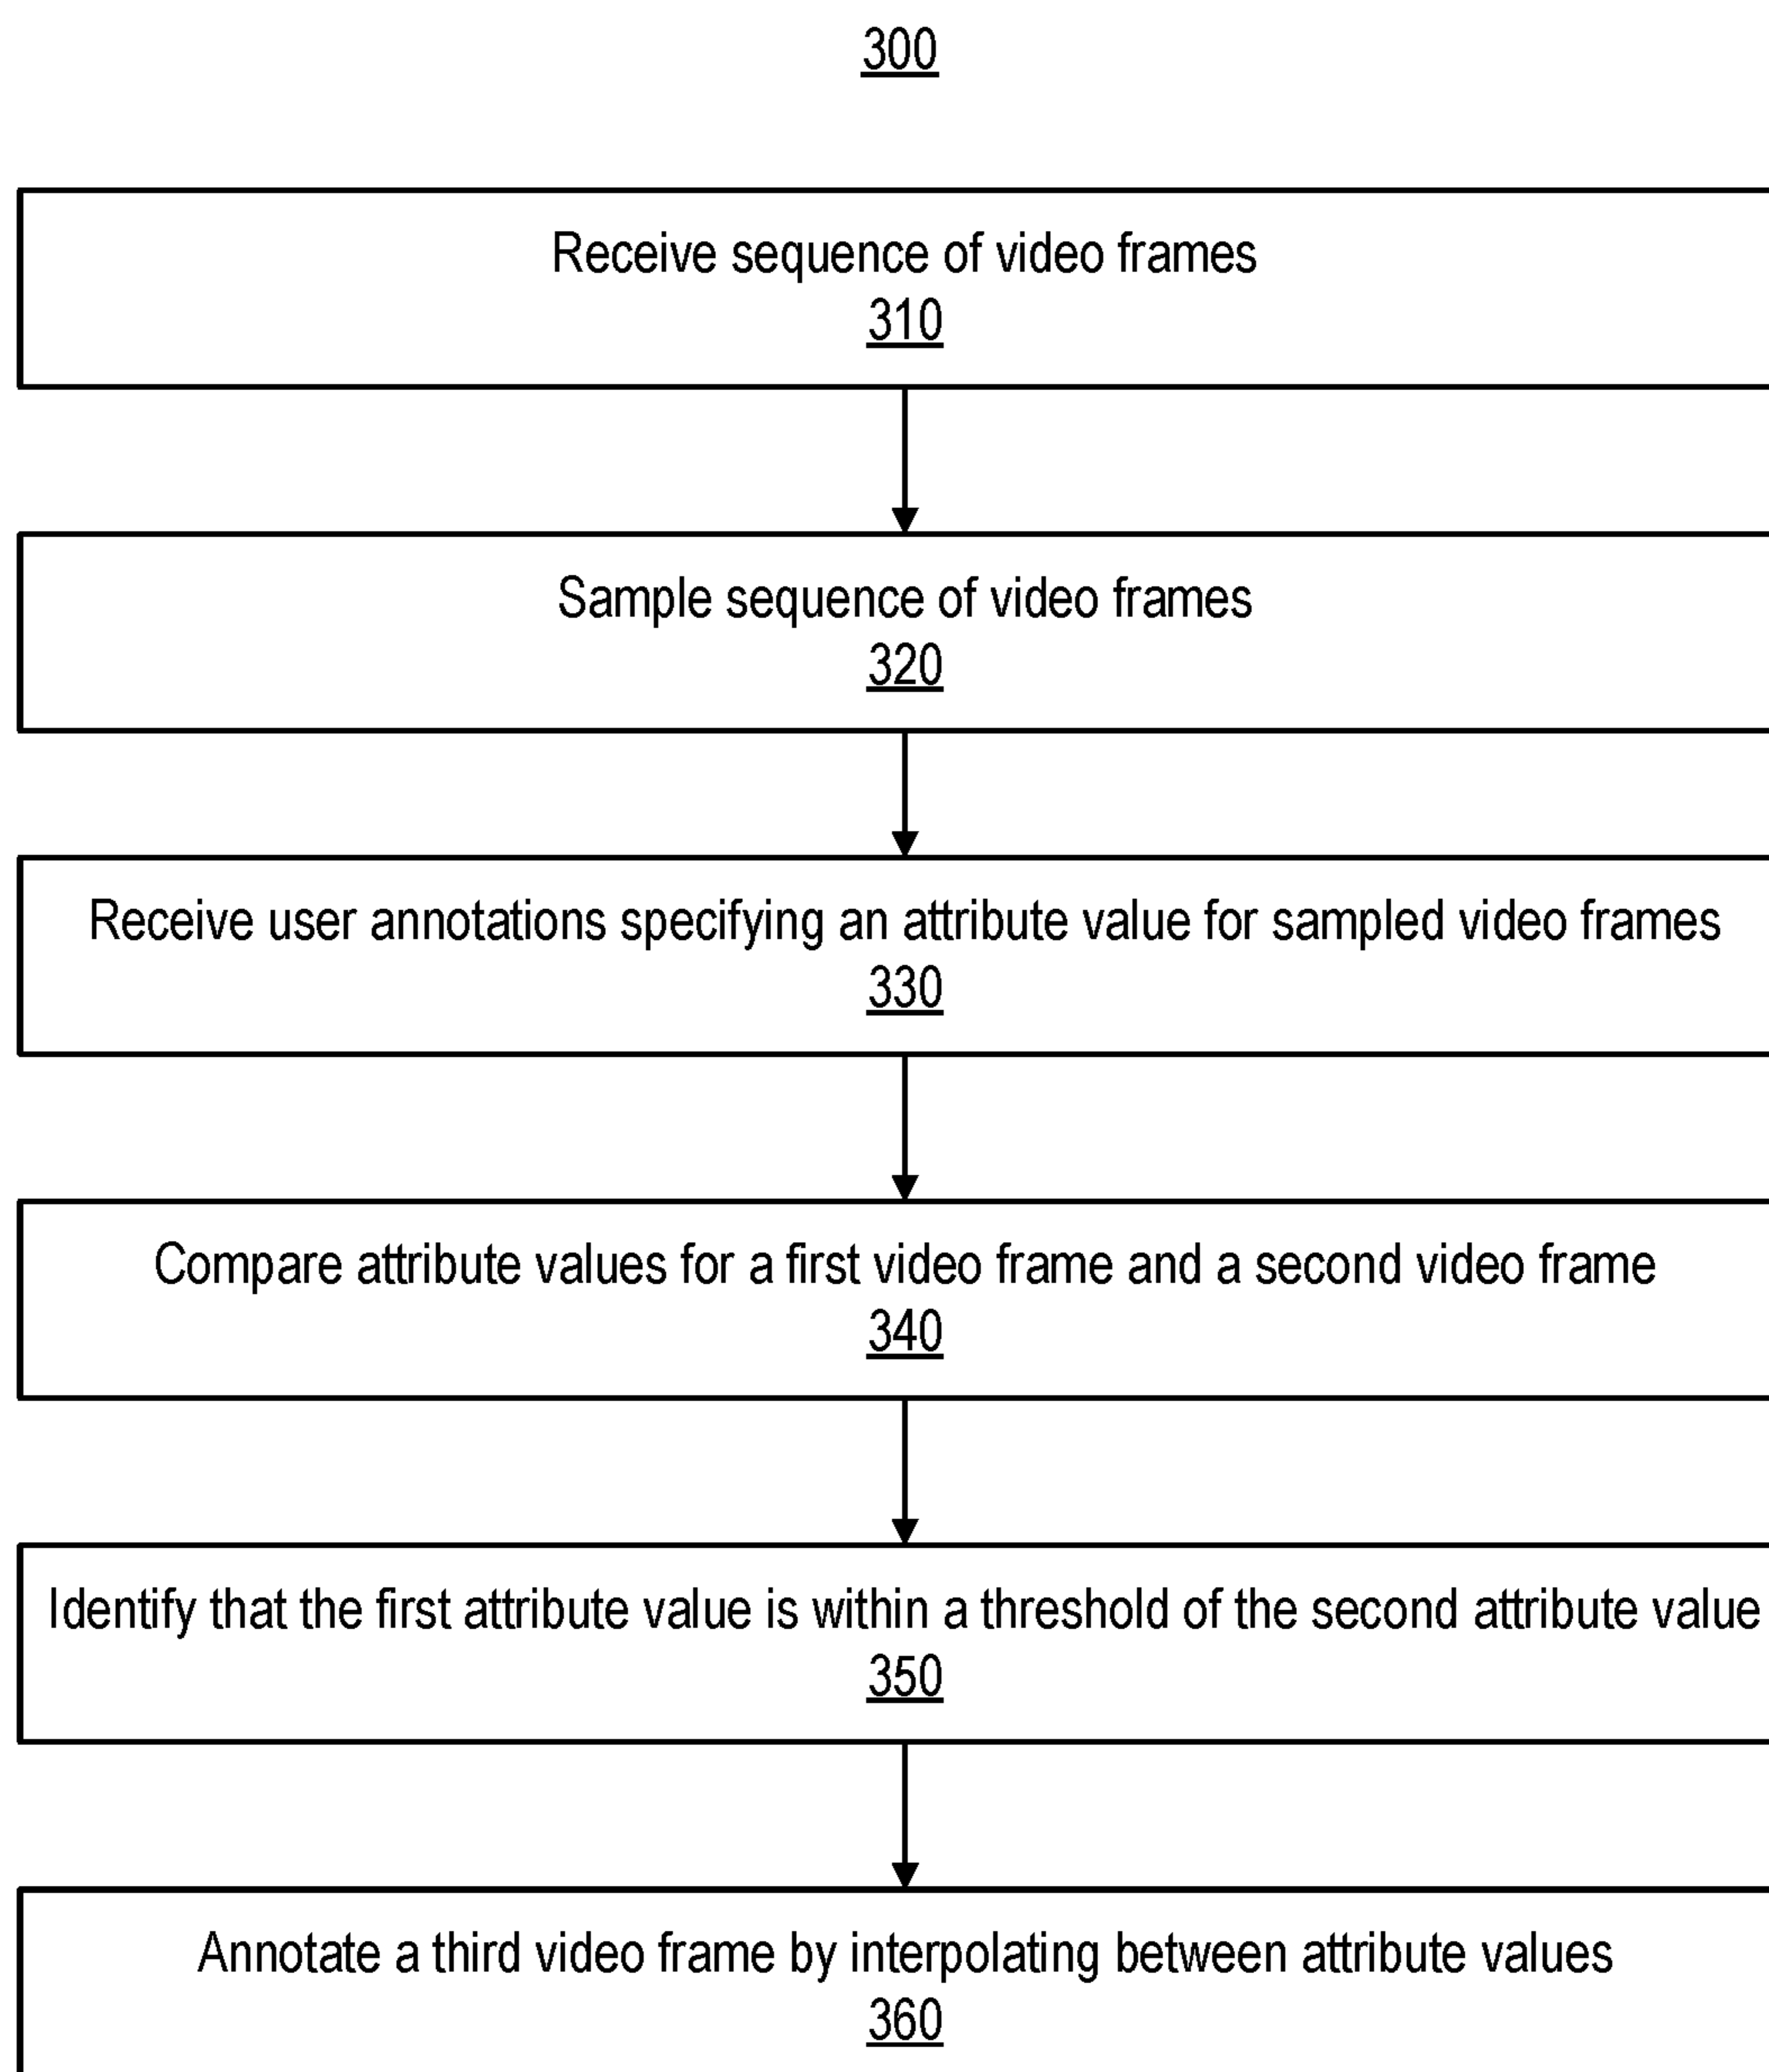 300
Receive sequence of video frames
310
Sample sequence of video frames
320
Receive user annotations specifying an attribute value for sampled video frames
330
Compare attribute values for a first video frame and a second video frame
340
Identify that the first attribute value is within a threshold of the second attribute value
350
Annotate a third video frame by interpolating between attribute values
360